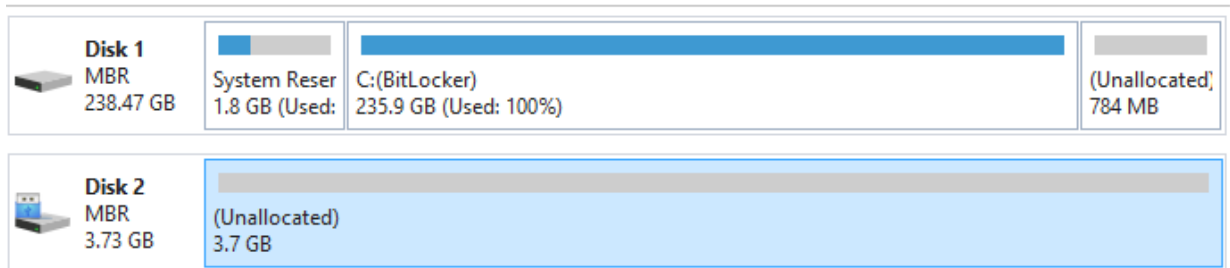 Disk 1
MBR
238.47 GB
System Reser
1.8 GB (Used:
C:(BitLocker)
235.9 GB (Used: 100%)
(Unallocated)
784 MB
Disk 2
MBR
3.73 GB
(Unallocated)
3.7 GB